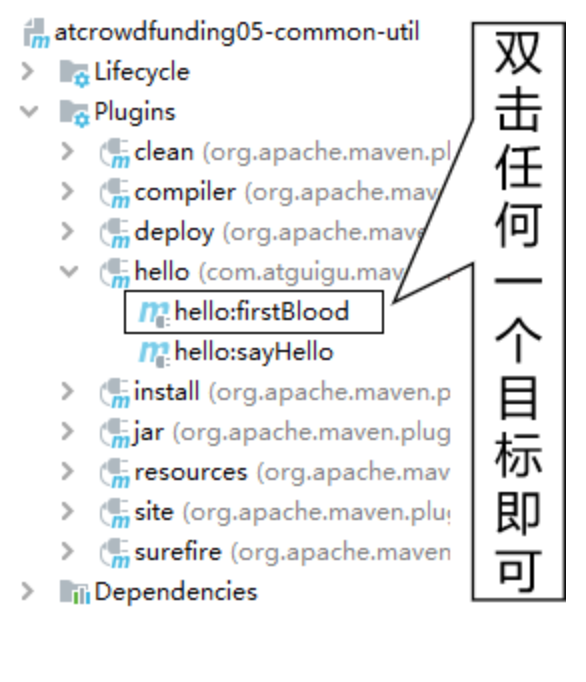 atcrowdfunding05-common-util
Lifecycle
Plugins
clean (org.apache.maven.pl
compiler (org.apache.mav
deploy (org.apache.mave
hello (com.atguigu.mav
hello:firstBlood
hello:sayHello
install (org.apache.maven.p
jar (org.apache.maven.plug
resources (org.apache.mav
site (org.apache.maven.plug
surefire (org.apache.maven
Dependencies
双击任何一个目标即可